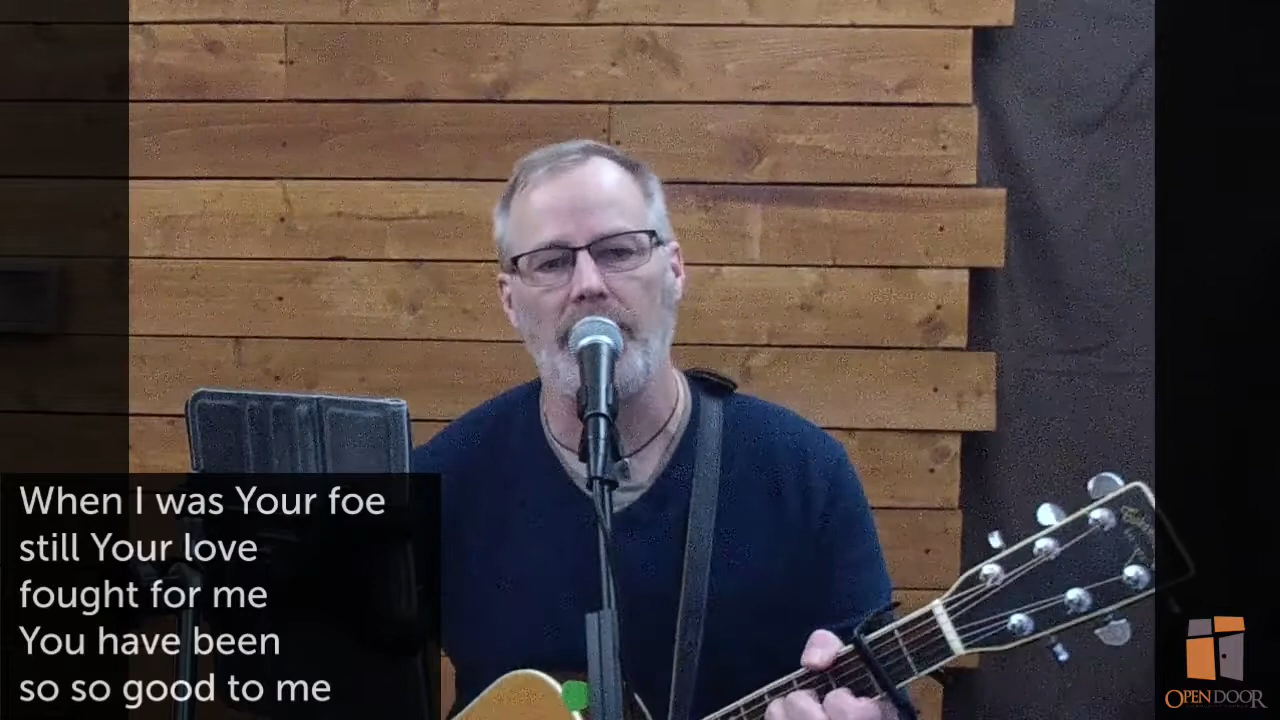 When I was Your foe
still Your love
fought for me
You have been
so so good to me
OPEN DOOR